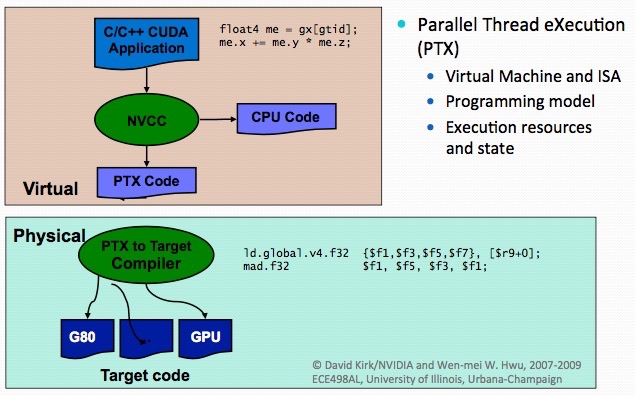 C/C++ CUDA
Application
float4 me = gx[gtid];
me.x += me.y * me.z;
NVCC
CPU Code
PTX Code
Virtual
• Parallel Thread eXecution
(PTX)
• Virtual Machine and ISA
• Programming model
• Execution resources
and state
Physical
PTX to Target
Compiler
ld.global.v4.f32 {$f1,$f3,$f5,$f7}, [$r9+0];
mad.f32 $f1, $f5, $f3, $f1;
G80
…
GPU
Target code
© David Kirk/NVIDIA and Wen-mei W. Hwu, 2007-2009
ECE498AL, University of Illinois, Urbana-Champaign